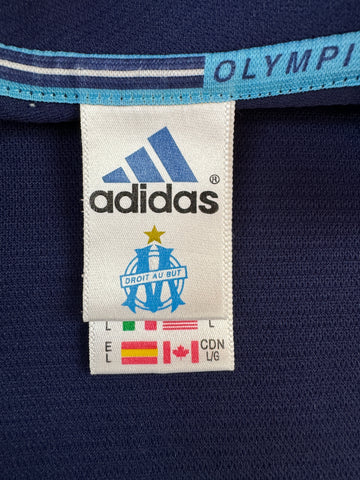 OLYMPI
adidas®
DROIT AU BUT
L L
E CDN
L L/G